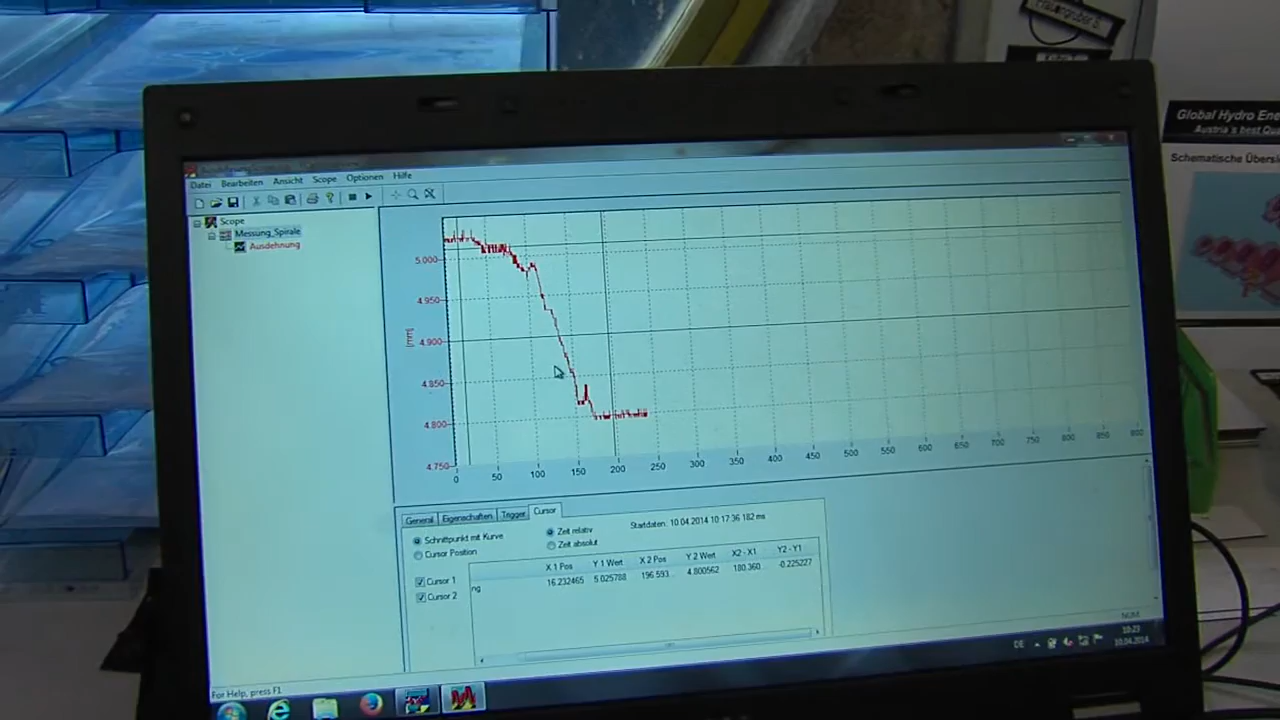 Global Hydro Ene
Austria's best Qu
Schematische Übersi
Datei Bearbeiten Ansicht Scope Optionen Hilfe
Scope
Messung_Spirale
Ausdehnung
[mm]
5.000
4.950
4.900
4.850
4.800
4.750
0 50 100 150 200 250 300 350 400 450 500 550 600 650 700 750 800 850
General Eigenschaften Trigger Cursor
Schnittpunkt mit Kurve
Cursor Position
Zeit relativ
Zeit absolut
Startdaten: 10.04.2014 10 17 36 182 ms
Cursor 1
Cursor 2
X 1 Pos Y 1 Wert X 2 Pos Y 2 Wert X2 - X1 Y2 - Y1
ng 16.232465 5.025788 196.593... 4.800562 180.360... -0.225227
NUM
For Help, press F1
DE
10:23
10.04.2014